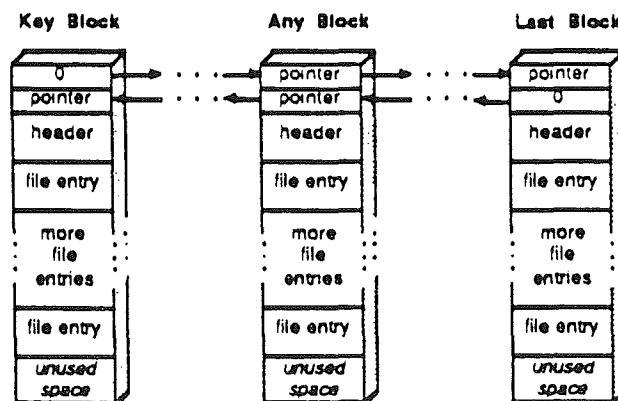 Key Block
0
pointer
header
file entry
more
file
entries
file entry
unused
space
Any Block
pointer
pointer
header
file entry
more
file
entries
file entry
unused
space
Last Block
pointer
0
header
file entry
more
file
entries
file entry
unused
space